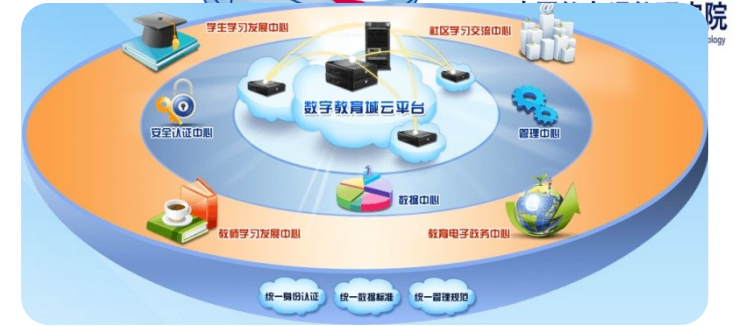 学生学习发展中心
社区学习交流中心
院
ology
数字教育城云平台
安全认证中心
管理中心
数据中心
教师学习发展中心
教育电子政务中心
统一身份认证
统一数据标准
统一管理规范